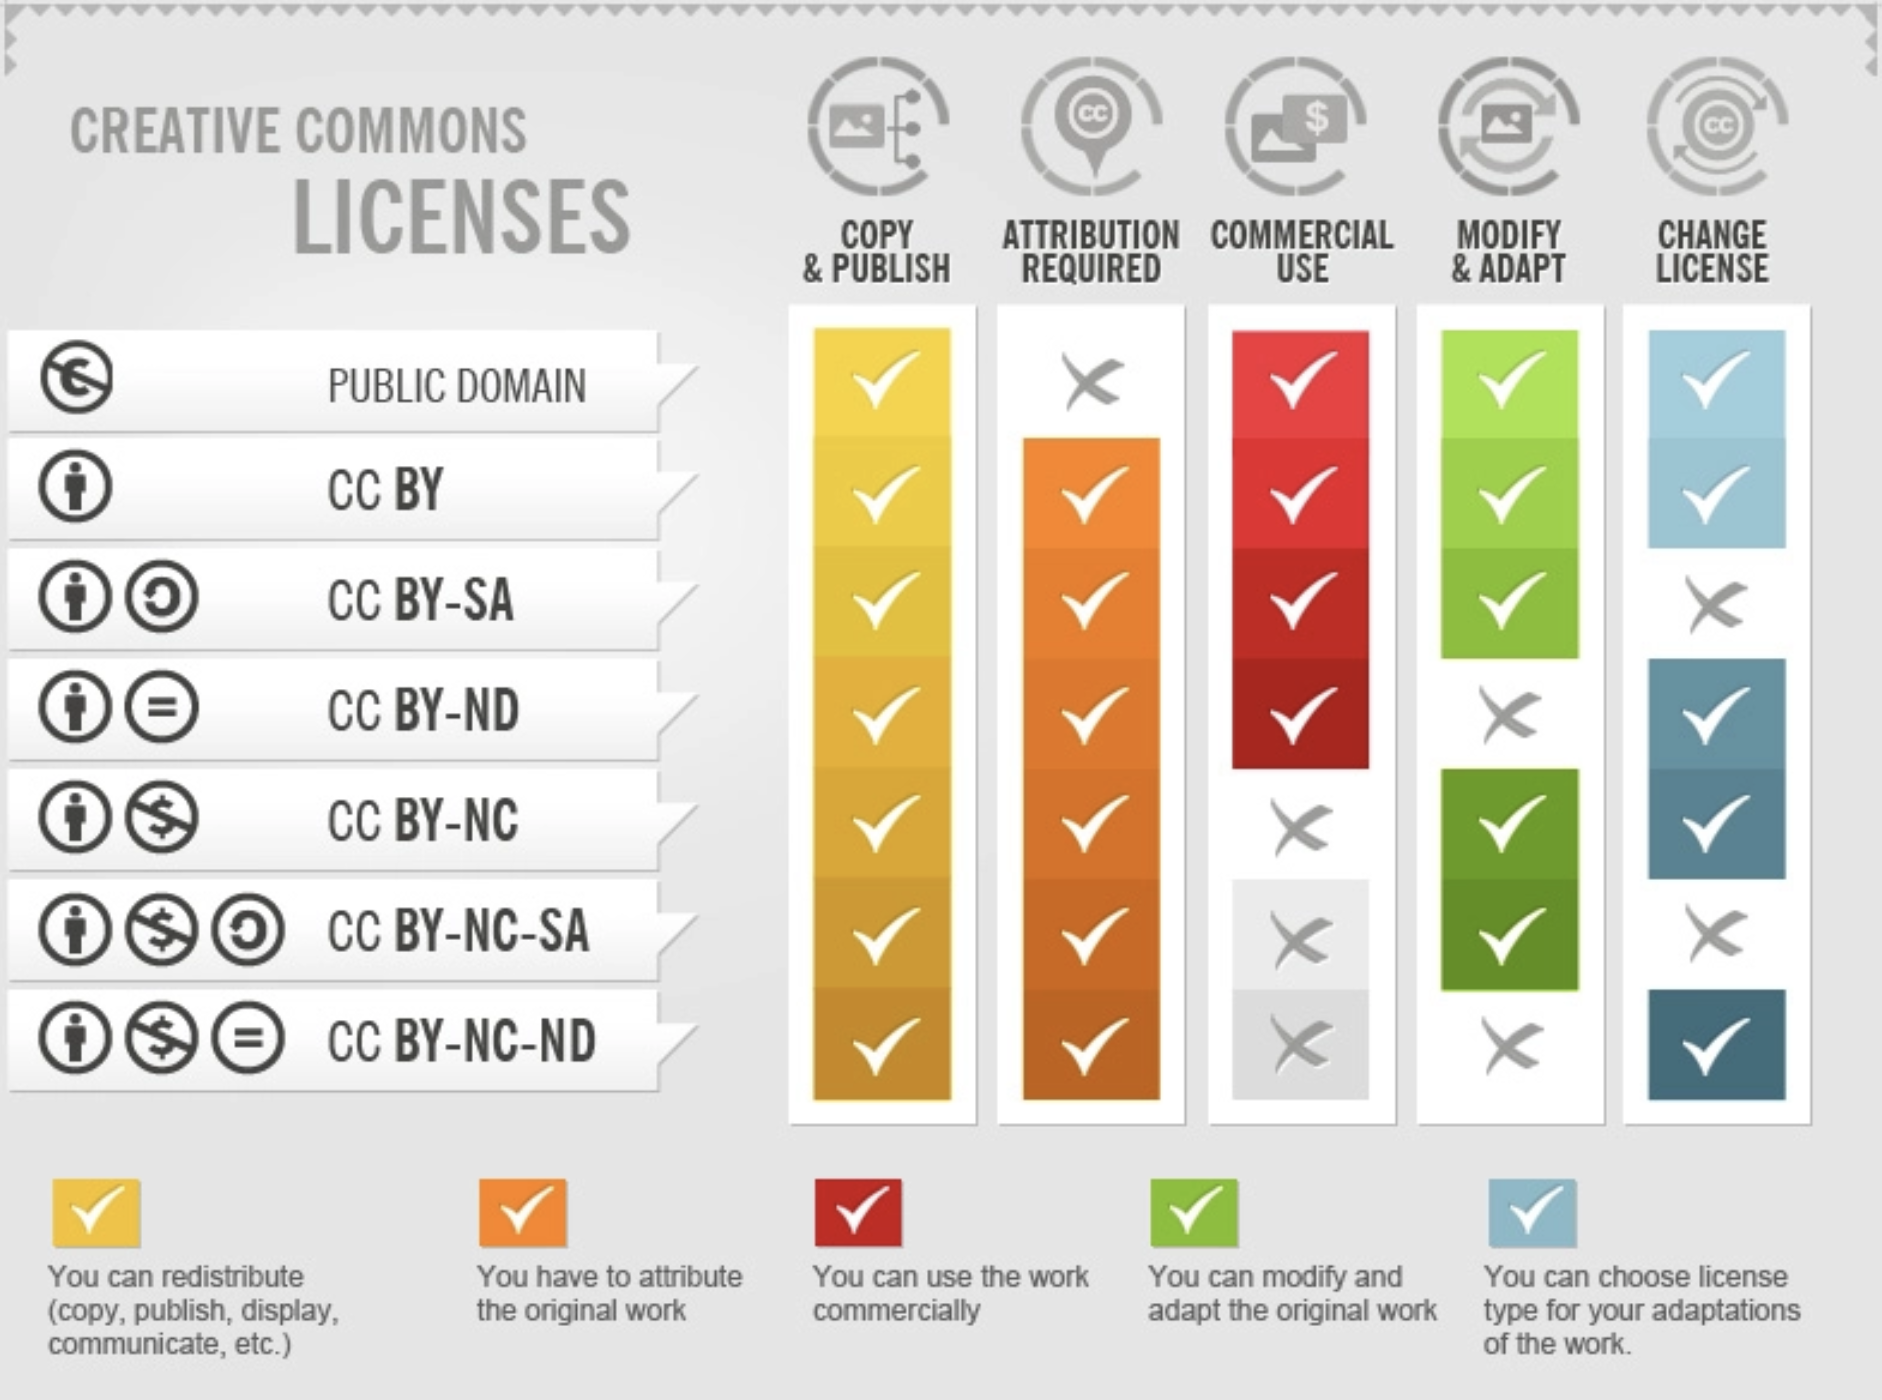 CREATIVE COMMONS
LICENSES
COPY
& PUBLISH
ATTRIBUTION
REQUIRED
COMMERCIAL
USE
MODIFY
& ADAPT
CHANGE
LICENSE
PUBLIC DOMAIN
CC BY
CC BY-SA
CC BY-ND
CC BY-NC
CC BY-NC-SA
CC BY-NC-ND
You can redistribute
(copy, publish, display,
communicate, etc.)
You have to attribute
the original work
You can use the work
commercially
You can modify and
adapt the original work
You can choose license
type for your adaptations
of the work.